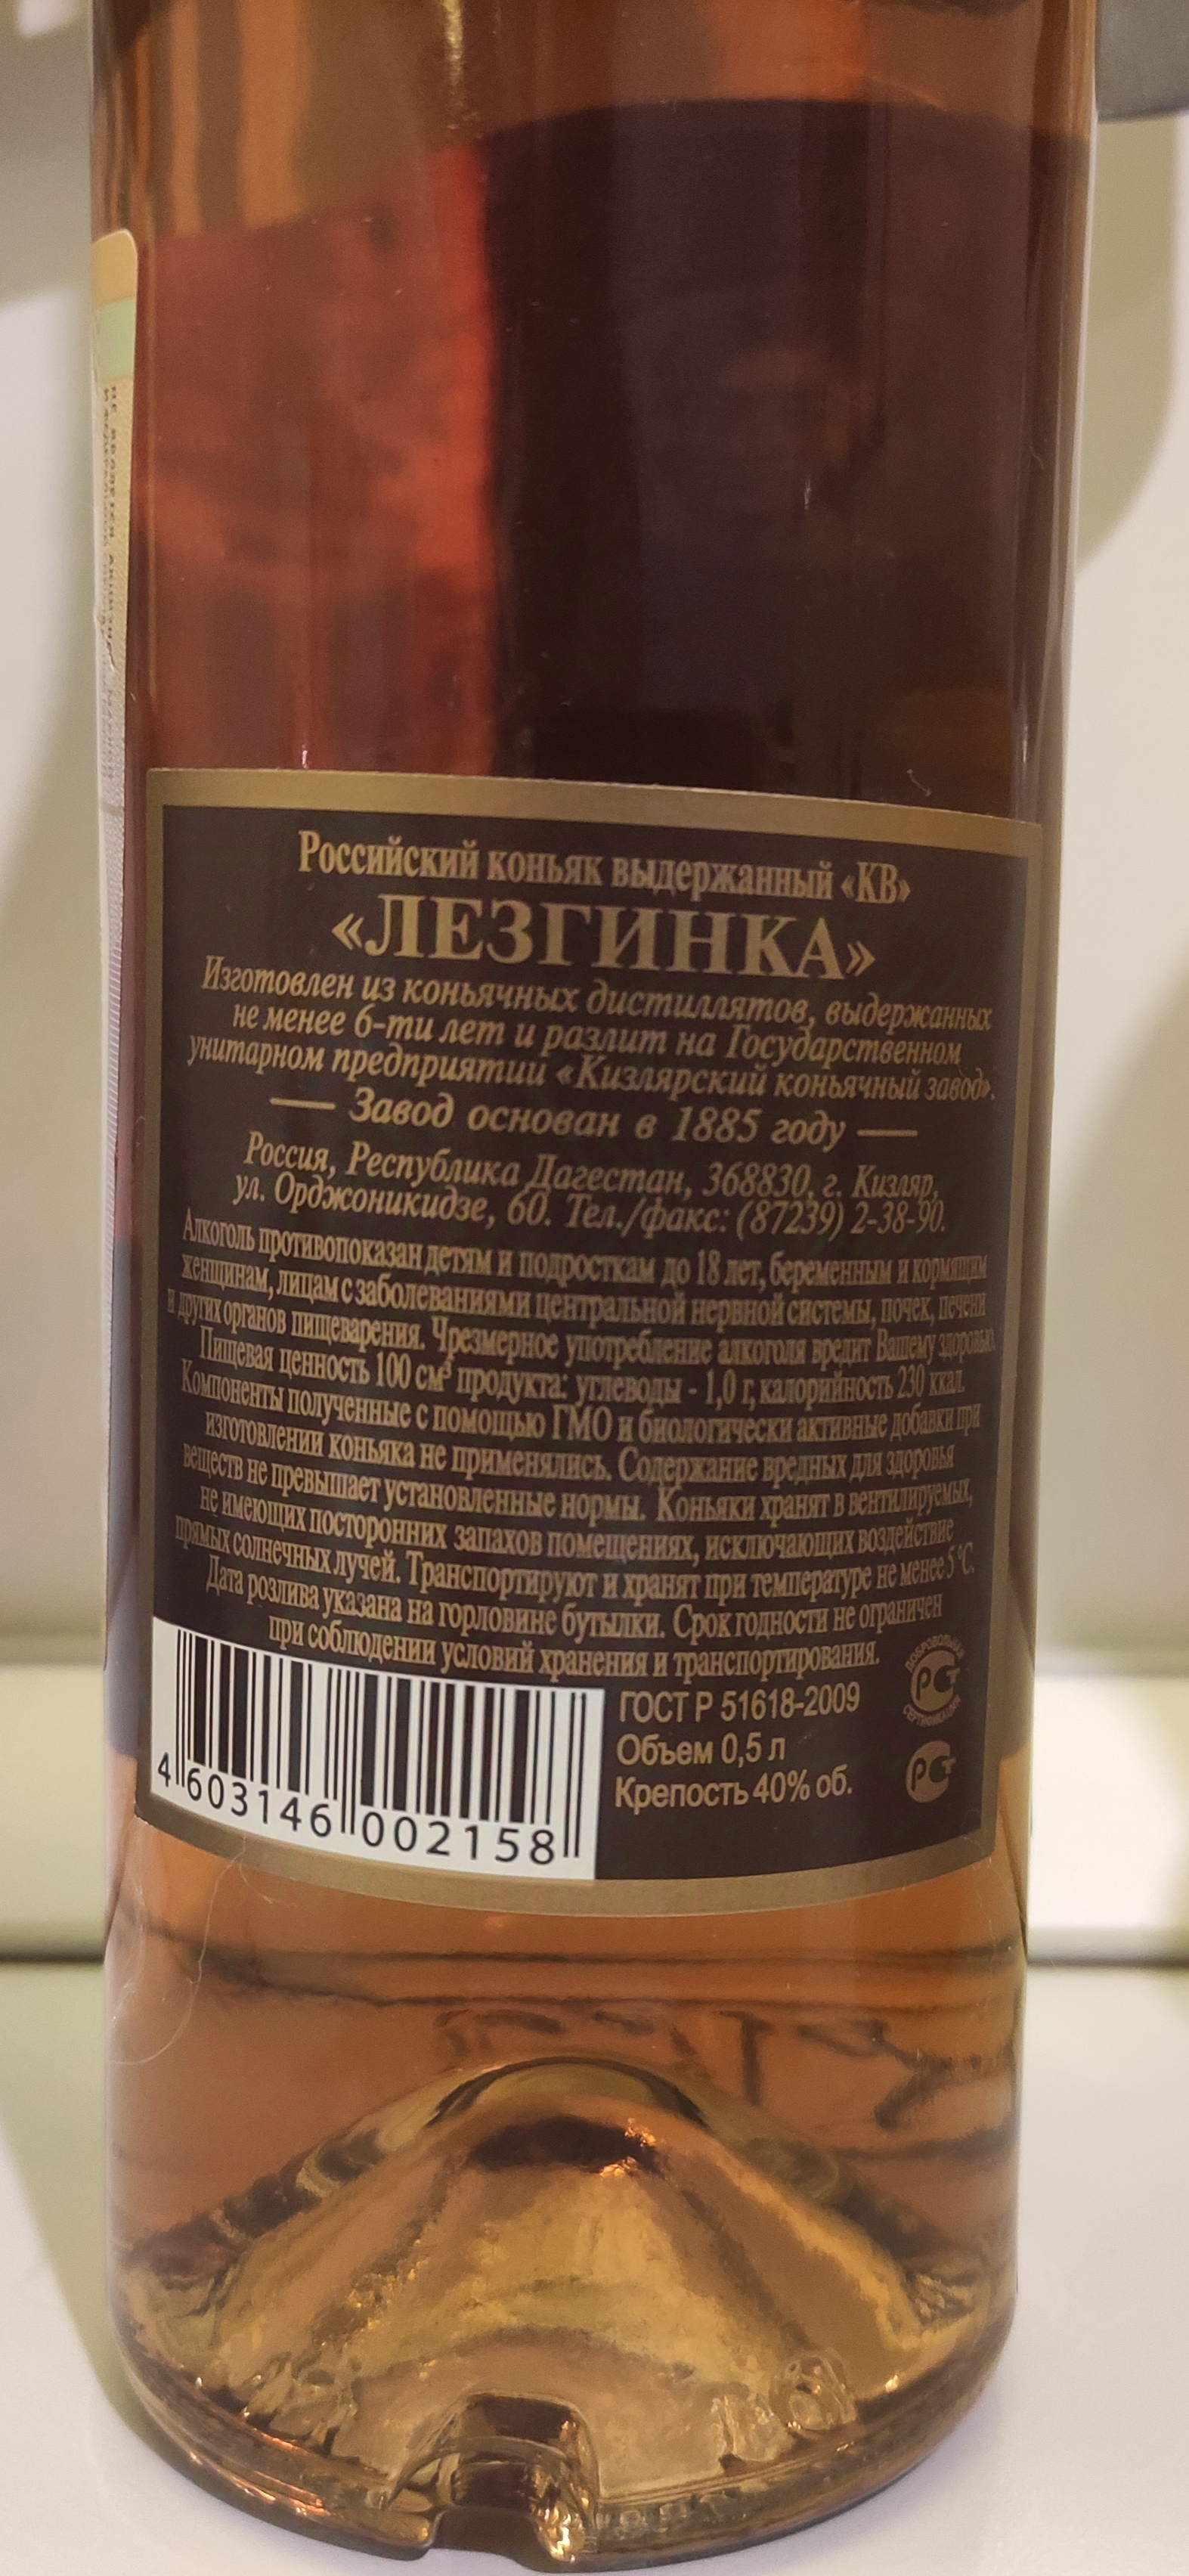 Российский коньяк выдержанный «КВ»
«ЛЕЗГИНКА»
Изготовлен из коньячных дистиллятов, выдержанных
не менее 6-ти лет и разлит на Государственном
унитарном предприятии «Кизлярский коньячный завод».
— Завод основан в 1885 году —
Россия, Республика Дагестан, 368830, г. Кизляр,
ул. Орджоникидзе, 60. Тел./факс: (87239) 2-38-90.
Алкоголь противопоказан детям и подросткам до 18 лет, беременным и кормящим
женщинам, лицам с заболеваниями центральной нервной системы, почек, печени
и других органов пищеварения. Чрезмерное употребление алкоголя вредит Вашему здоровью.
Пищевая ценность 100 см³ продукта: углеводы - 1,0 г, калорийность 230 ккал.
Компоненты полученные с помощью ГМО и биологически активные добавки при
изготовлении коньяка не применялись. Содержание вредных для здоровья
веществ не превышает установленные нормы. Коньяки хранят в вентилируемых,
не имеющих посторонних запахов помещениях, исключающих воздействие
прямых солнечных лучей. Транспортируют и хранят при температуре не менее 5 °С.
Дата розлива указана на горловине бутылки. Срок годности не ограничен
при соблюдении условий хранения и транспортирования.
ГОСТ Р 51618-2009
Объем 0,5 л
Крепость 40% об.
ДОБРОВОЛЬНАЯ
РСТ
СЕРТИФИКАЦИЯ
РСТ
4 603146 002158